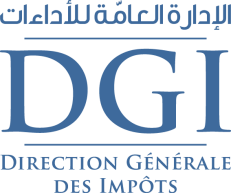 الإدارة العامّة للأداءات
DGI
DIRECTION GÉNÉRALE
DES IMPÔTS